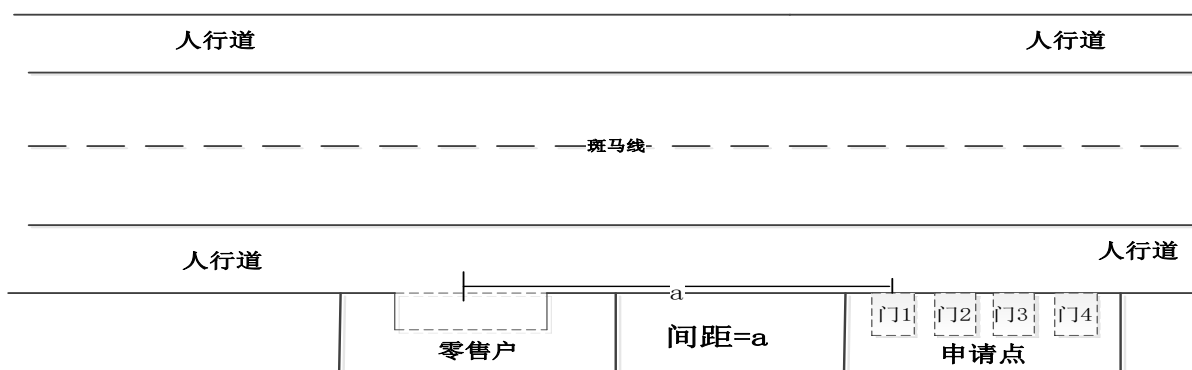 人行道 人行道
斑马线
人行道 人行道
a
门1 门2 门3 门4
间距=a
零售户 申请点